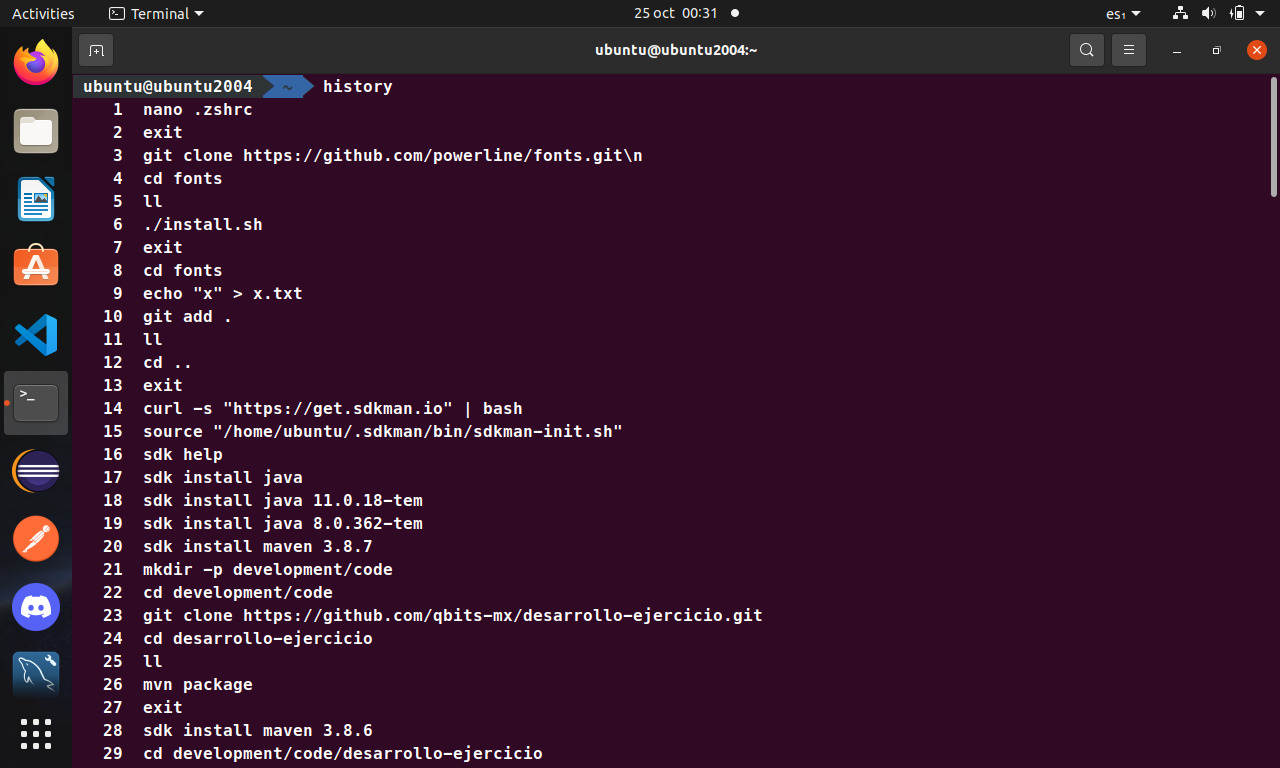 Activities Terminal 25 oct 00:31 es₁
ubuntu@ubuntu2004:~
ubuntu@ubuntu2004 ~ history
1 nano .zshrc
2 exit
3 git clone https://github.com/powerline/fonts.git\n
4 cd fonts
5 ll
6 ./install.sh
7 exit
8 cd fonts
9 echo "x" > x.txt
10 git add .
11 ll
12 cd ..
13 exit
14 curl -s "https://get.sdkman.io" | bash
15 source "/home/ubuntu/.sdkman/bin/sdkman-init.sh"
16 sdk help
17 sdk install java
18 sdk install java 11.0.18-tem
19 sdk install java 8.0.362-tem
20 sdk install maven 3.8.7
21 mkdir -p development/code
22 cd development/code
23 git clone https://github.com/qbits-mx/desarrollo-ejercicio.git
24 cd desarrollo-ejercicio
25 ll
26 mvn package
27 exit
28 sdk install maven 3.8.6
29 cd development/code/desarrollo-ejercicio